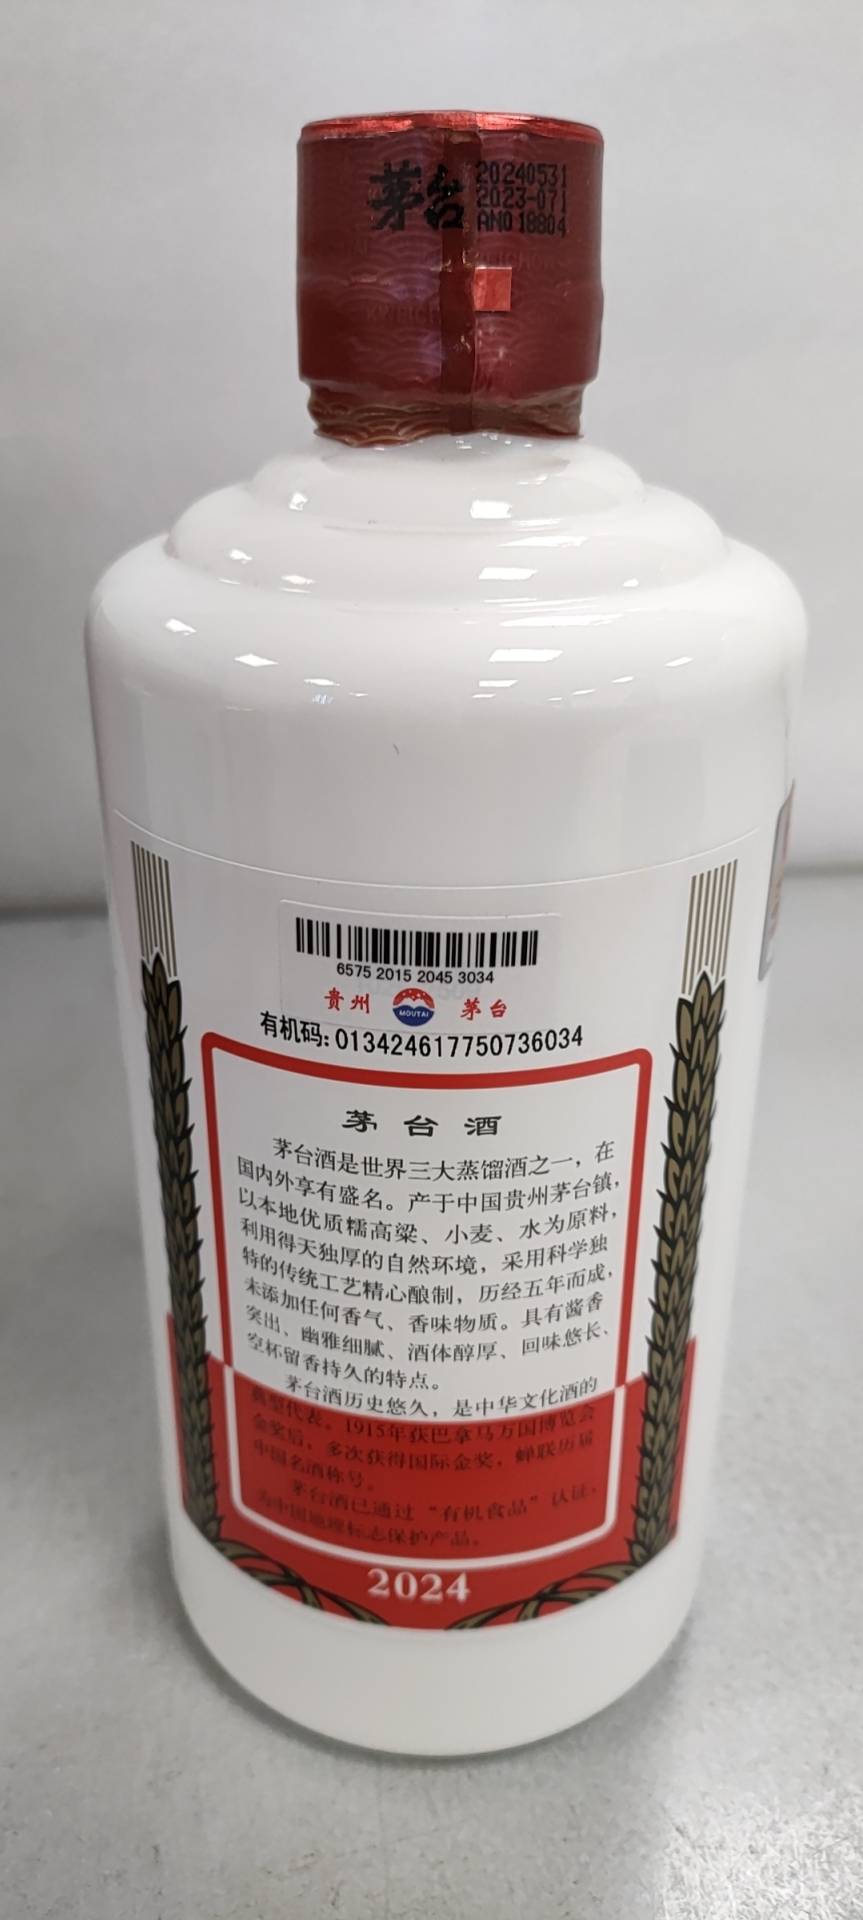 茅台
20240531
2023-071
ANO 18804
6575 2015 2045 3034
贵州 MOUTAI 茅台
有机码: 013424617750736034
茅台酒
茅台酒是世界三大蒸馏酒之一，在
国内外享有盛名。产于中国贵州茅台镇，
以本地优质糯高粱、小麦、水为原料，
利用得天独厚的自然环境，采用科学独
特的传统工艺精心酿制，历经五年而成，
未添加任何香气、香味物质。具有酱香
突出、幽雅细腻、酒体醇厚、回味悠长、
空杯留香持久的特点。
茅台酒历史悠久，是中华文化酒的
典型代表。1915年获巴拿马万国博览会
金奖后，多次获得国际金奖，蝉联历届
中国名酒称号。
茅台酒已通过“有机食品”认证，
为中国地理标志保护产品。
2024